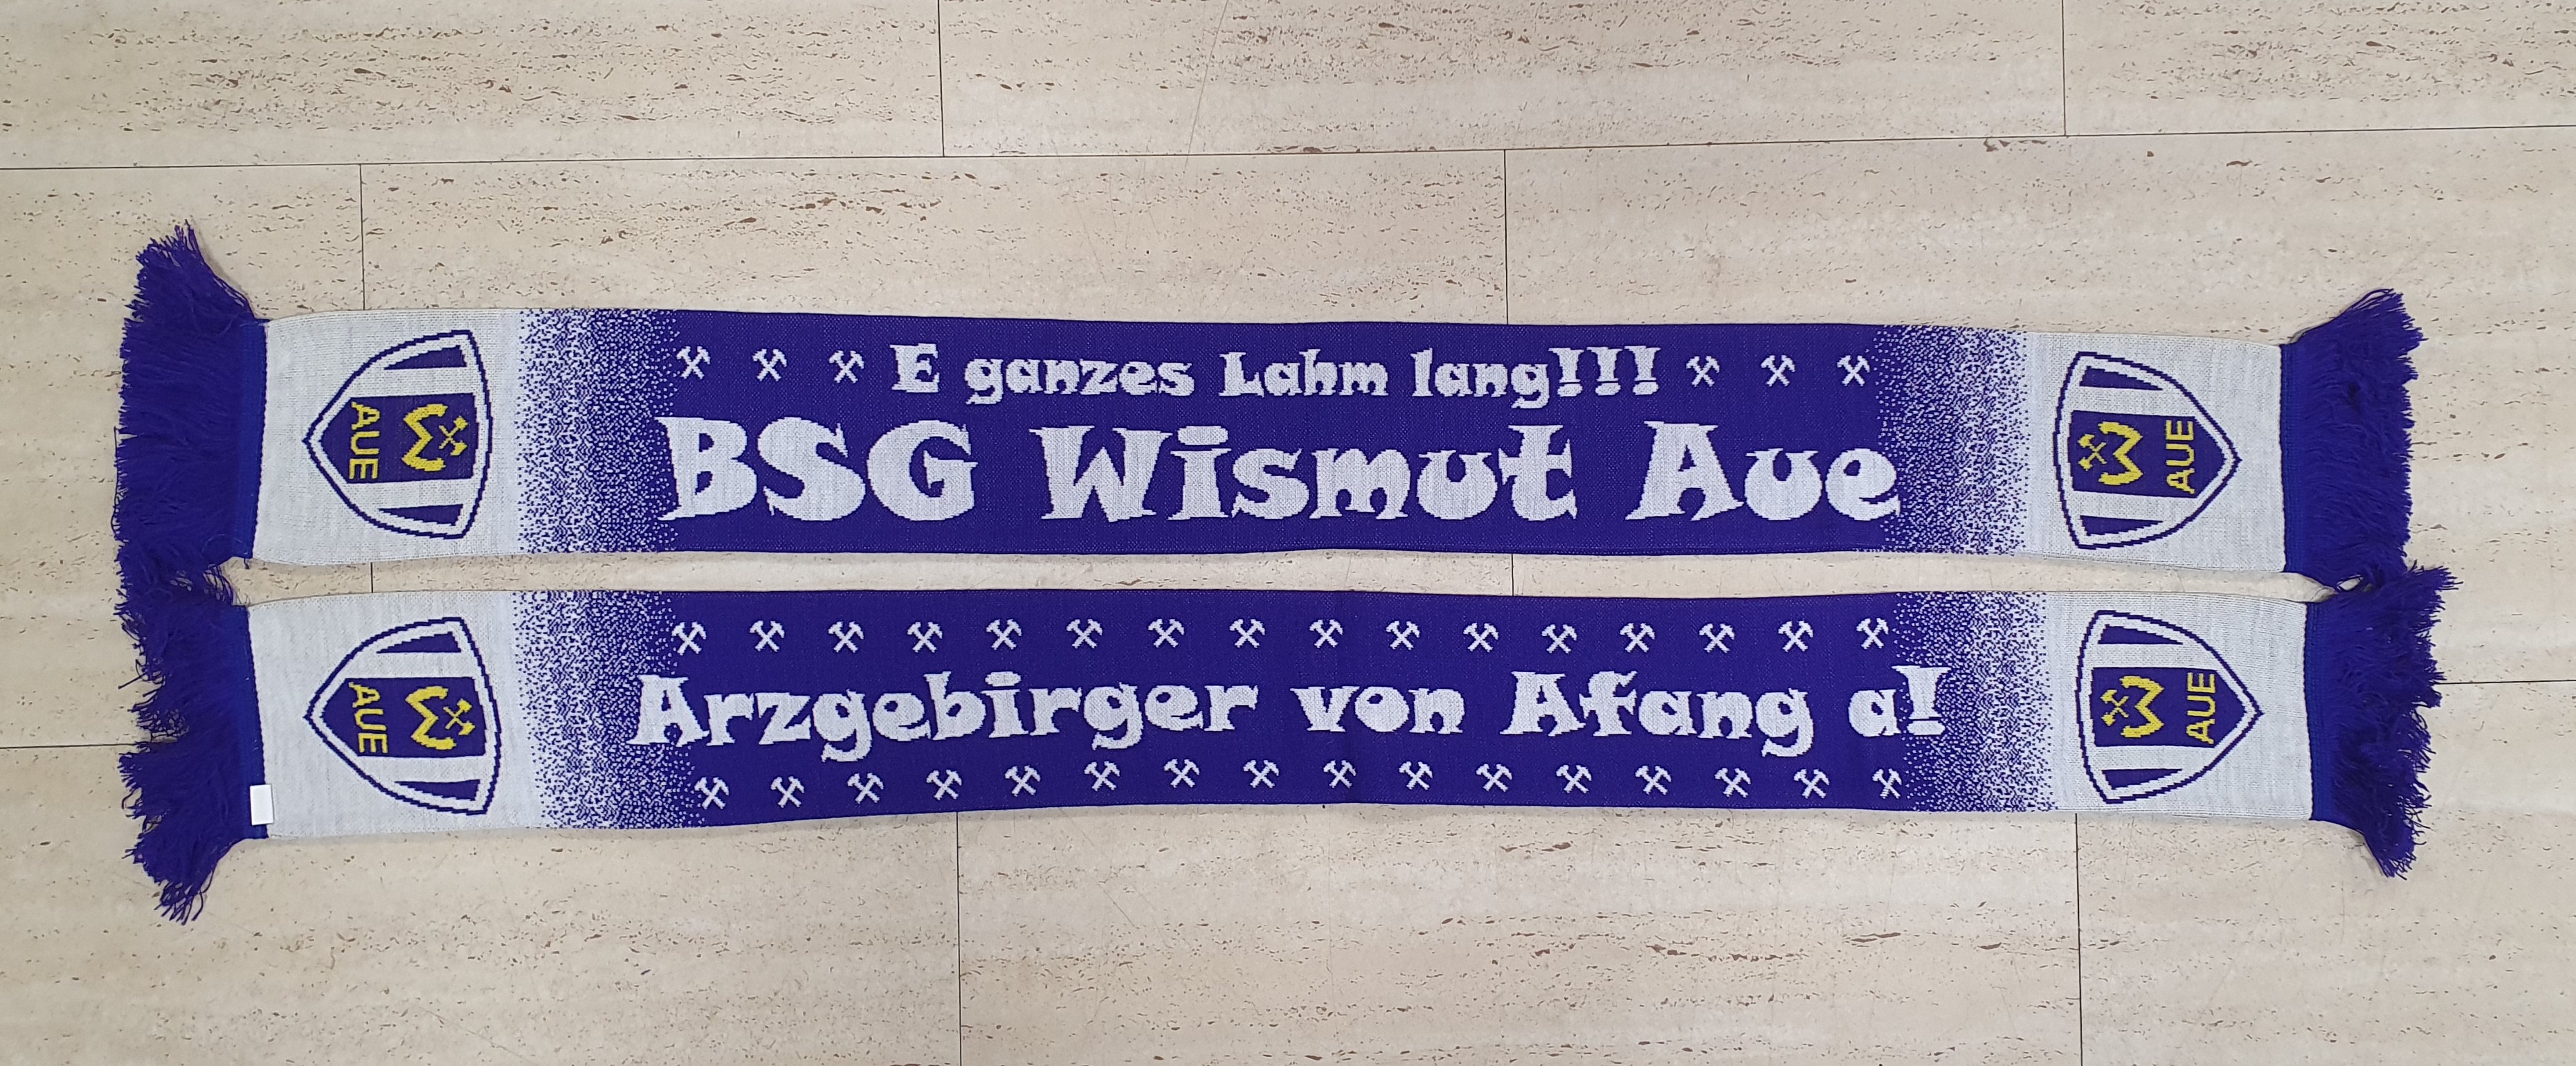 E ganzes Lahm lang!!!
BSG Wismut Aue
W AUE
W AUE
Arzgebirger von Afang a!
W AUE
W AUE